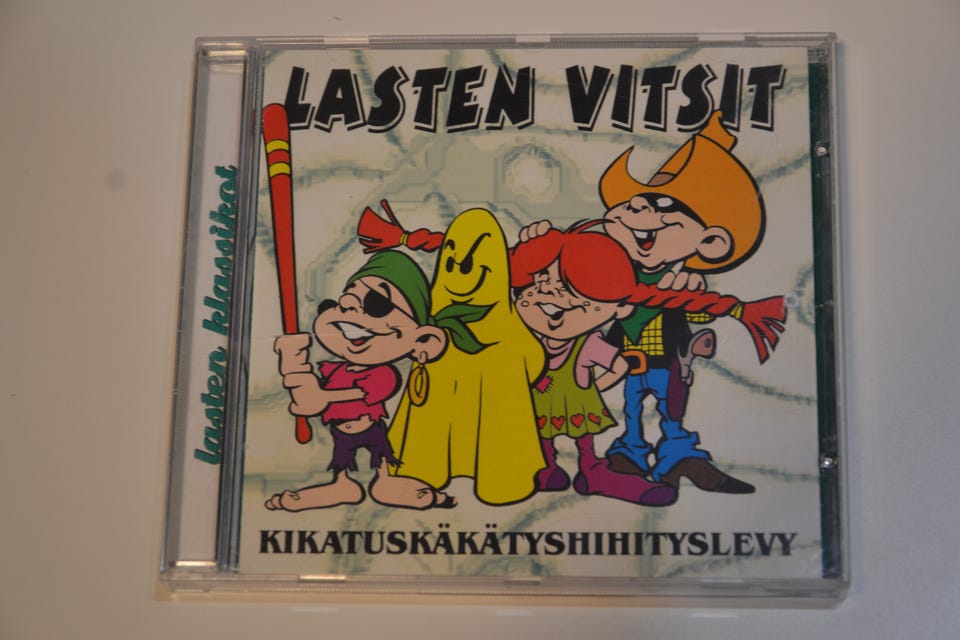 LASTEN VITSIT
lasten klassikot
KIKATUSKÄKÄTYSHIHITYSLEVY